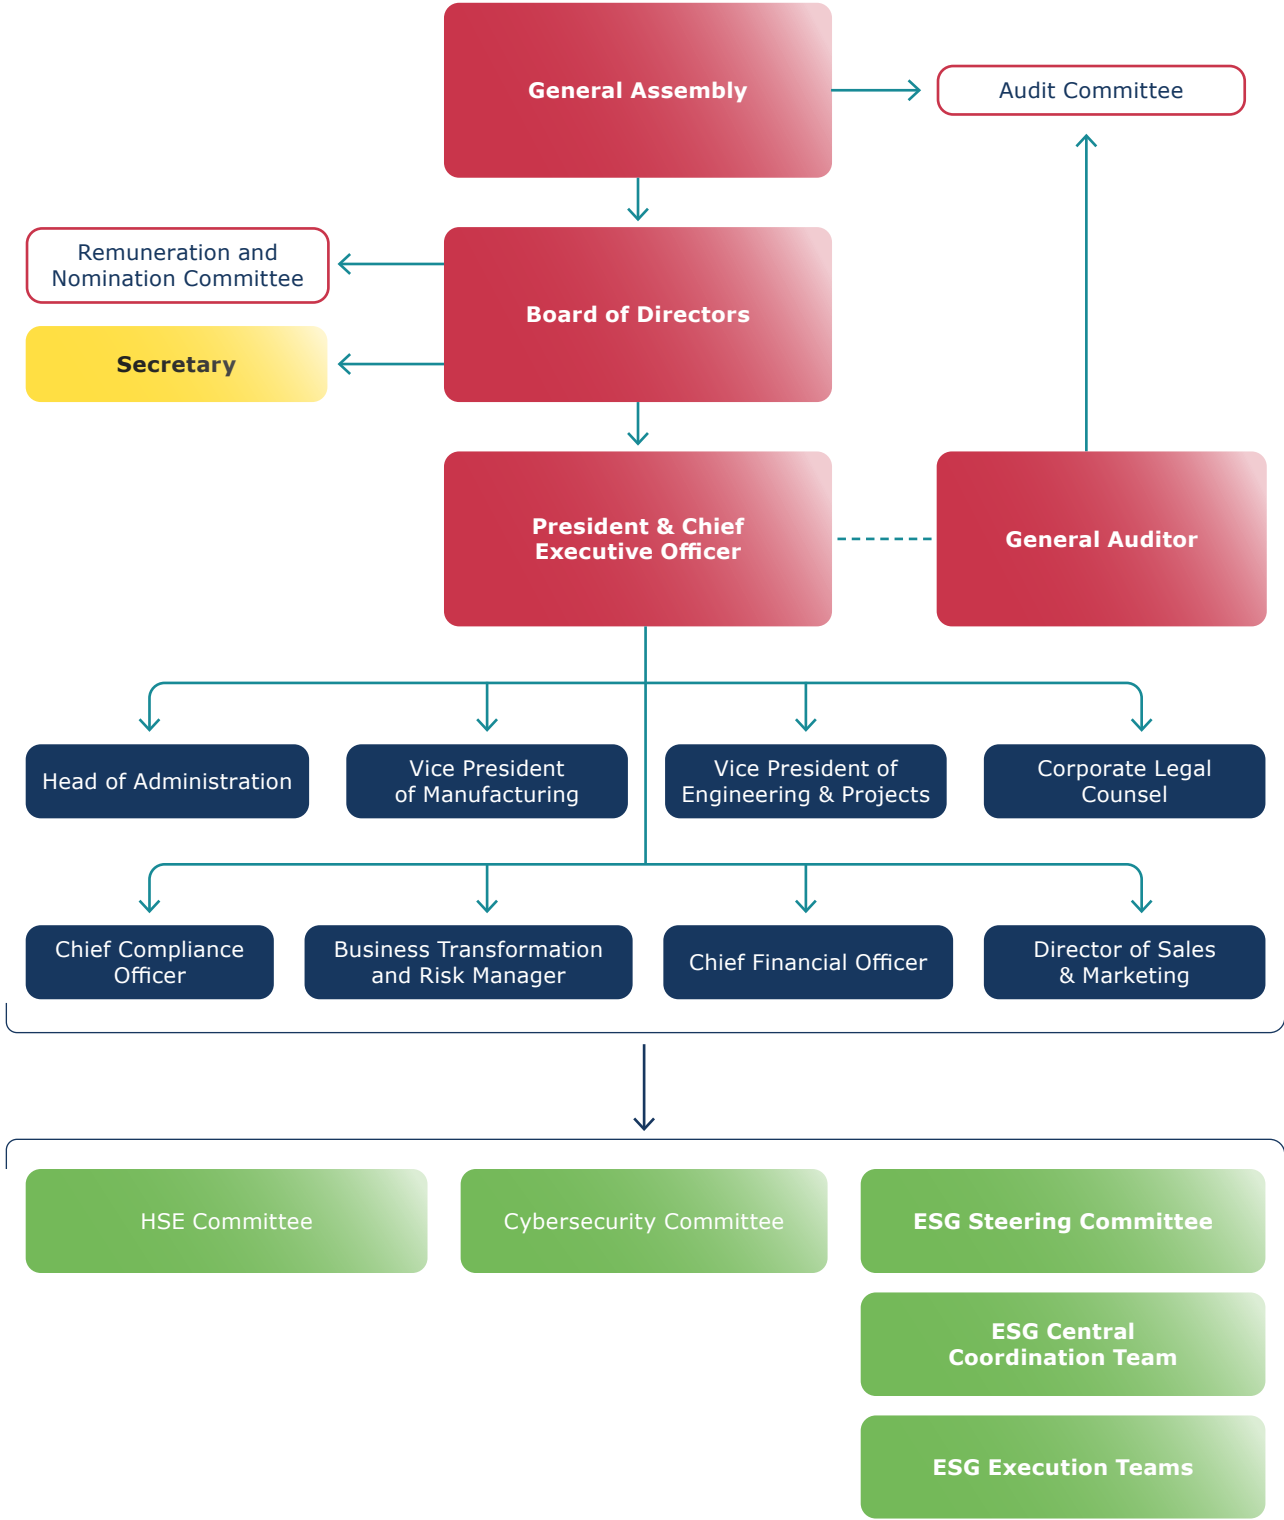 General Assembly
Audit Committee
Remuneration and
Nomination Committee
Board of Directors
Secretary
President & Chief
Executive Officer
General Auditor
Head of Administration
Vice President
of Manufacturing
Vice President of
Engineering & Projects
Corporate Legal
Counsel
Chief Compliance
Officer
Business Transformation
and Risk Manager
Chief Financial Officer
Director of Sales
& Marketing
HSE Committee
Cybersecurity Committee
ESG Steering Committee
ESG Central
Coordination Team
ESG Execution Teams